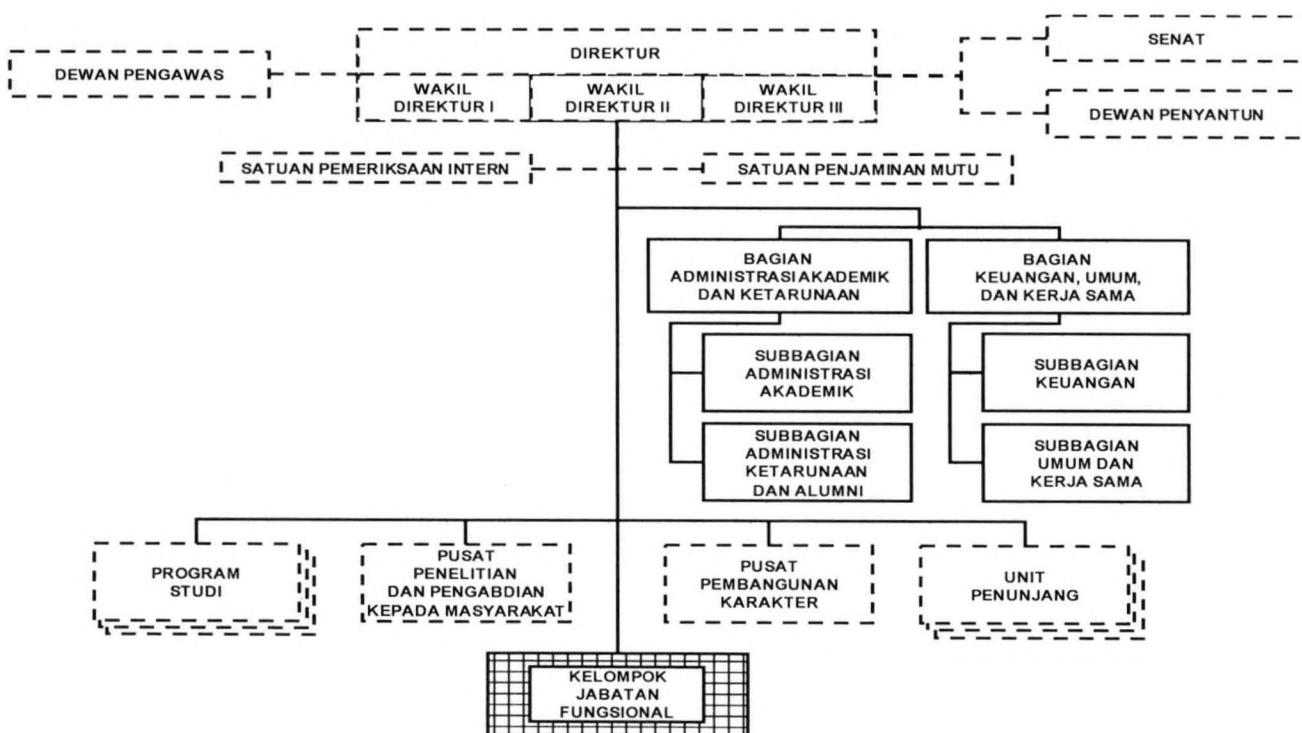 DIREKTUR
SENAT
DEWAN PENGAWAS
WAKIL
DIREKTUR I
WAKIL
DIREKTUR II
WAKIL
DIREKTUR III
DEWAN PENYANTUN
SATUAN PEMERIKSAAN INTERN
SATUAN PENJAMINAN MUTU
BAGIAN
ADMINISTRASI AKADEMIK
DAN KETARUNAAN
BAGIAN
KEUANGAN, UMUM,
DAN KERJA SAMA
SUBBAGIAN
ADMINISTRASI
AKADEMIK
SUBBAGIAN
KEUANGAN
SUBBAGIAN
ADMINISTRASI
KETARUNAAN
DAN ALUMNI
SUBBAGIAN
UMUM DAN
KERJA SAMA
PROGRAM
STUDI
PUSAT
PENELITIAN
DAN PENGABDIAN
KEPADA MASYARAKAT
PUSAT
PEMBANGUNAN
KARAKTER
UNIT
PENUNJANG
KELOMPOK
JABATAN
FUNGSIONAL